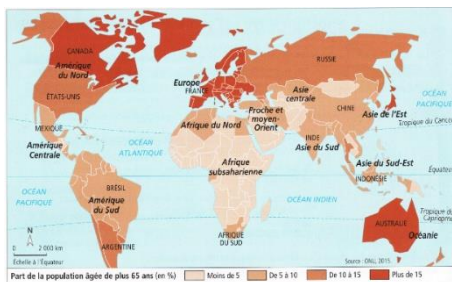 CANADA
Amérique
du Nord
ÉTATS-UNIS
MEXIQUE
Amérique
Centrale
OCÉAN
PACIFIQUE
OCÉAN
ATLANTIQUE
BRÉSIL
Amérique
du Sud
ARGENTINE
Europe
FRANCE
Afrique du Nord
Afrique
subsaharienne
AFRIQUE
DU SUD
Proche et
moyen-
Orient
RUSSIE
Asie
centrale
CHINE
Asie de l'Est
INDE
Asie du Sud
Asie du Sud-Est
INDONÉSIE
OCÉAN INDIEN
AUSTRALIE
Océanie
OCÉAN
PACIFIQUE
Tropique du Cancer
Équateur
Tropique du
Capricorne
N
0 2 000 km
Échelle à l'Équateur
Source : ONU, 2015
Part de la population âgée de plus 65 ans (en %) Moins de 5 De 5 à 10 De 10 à 15 Plus de 15